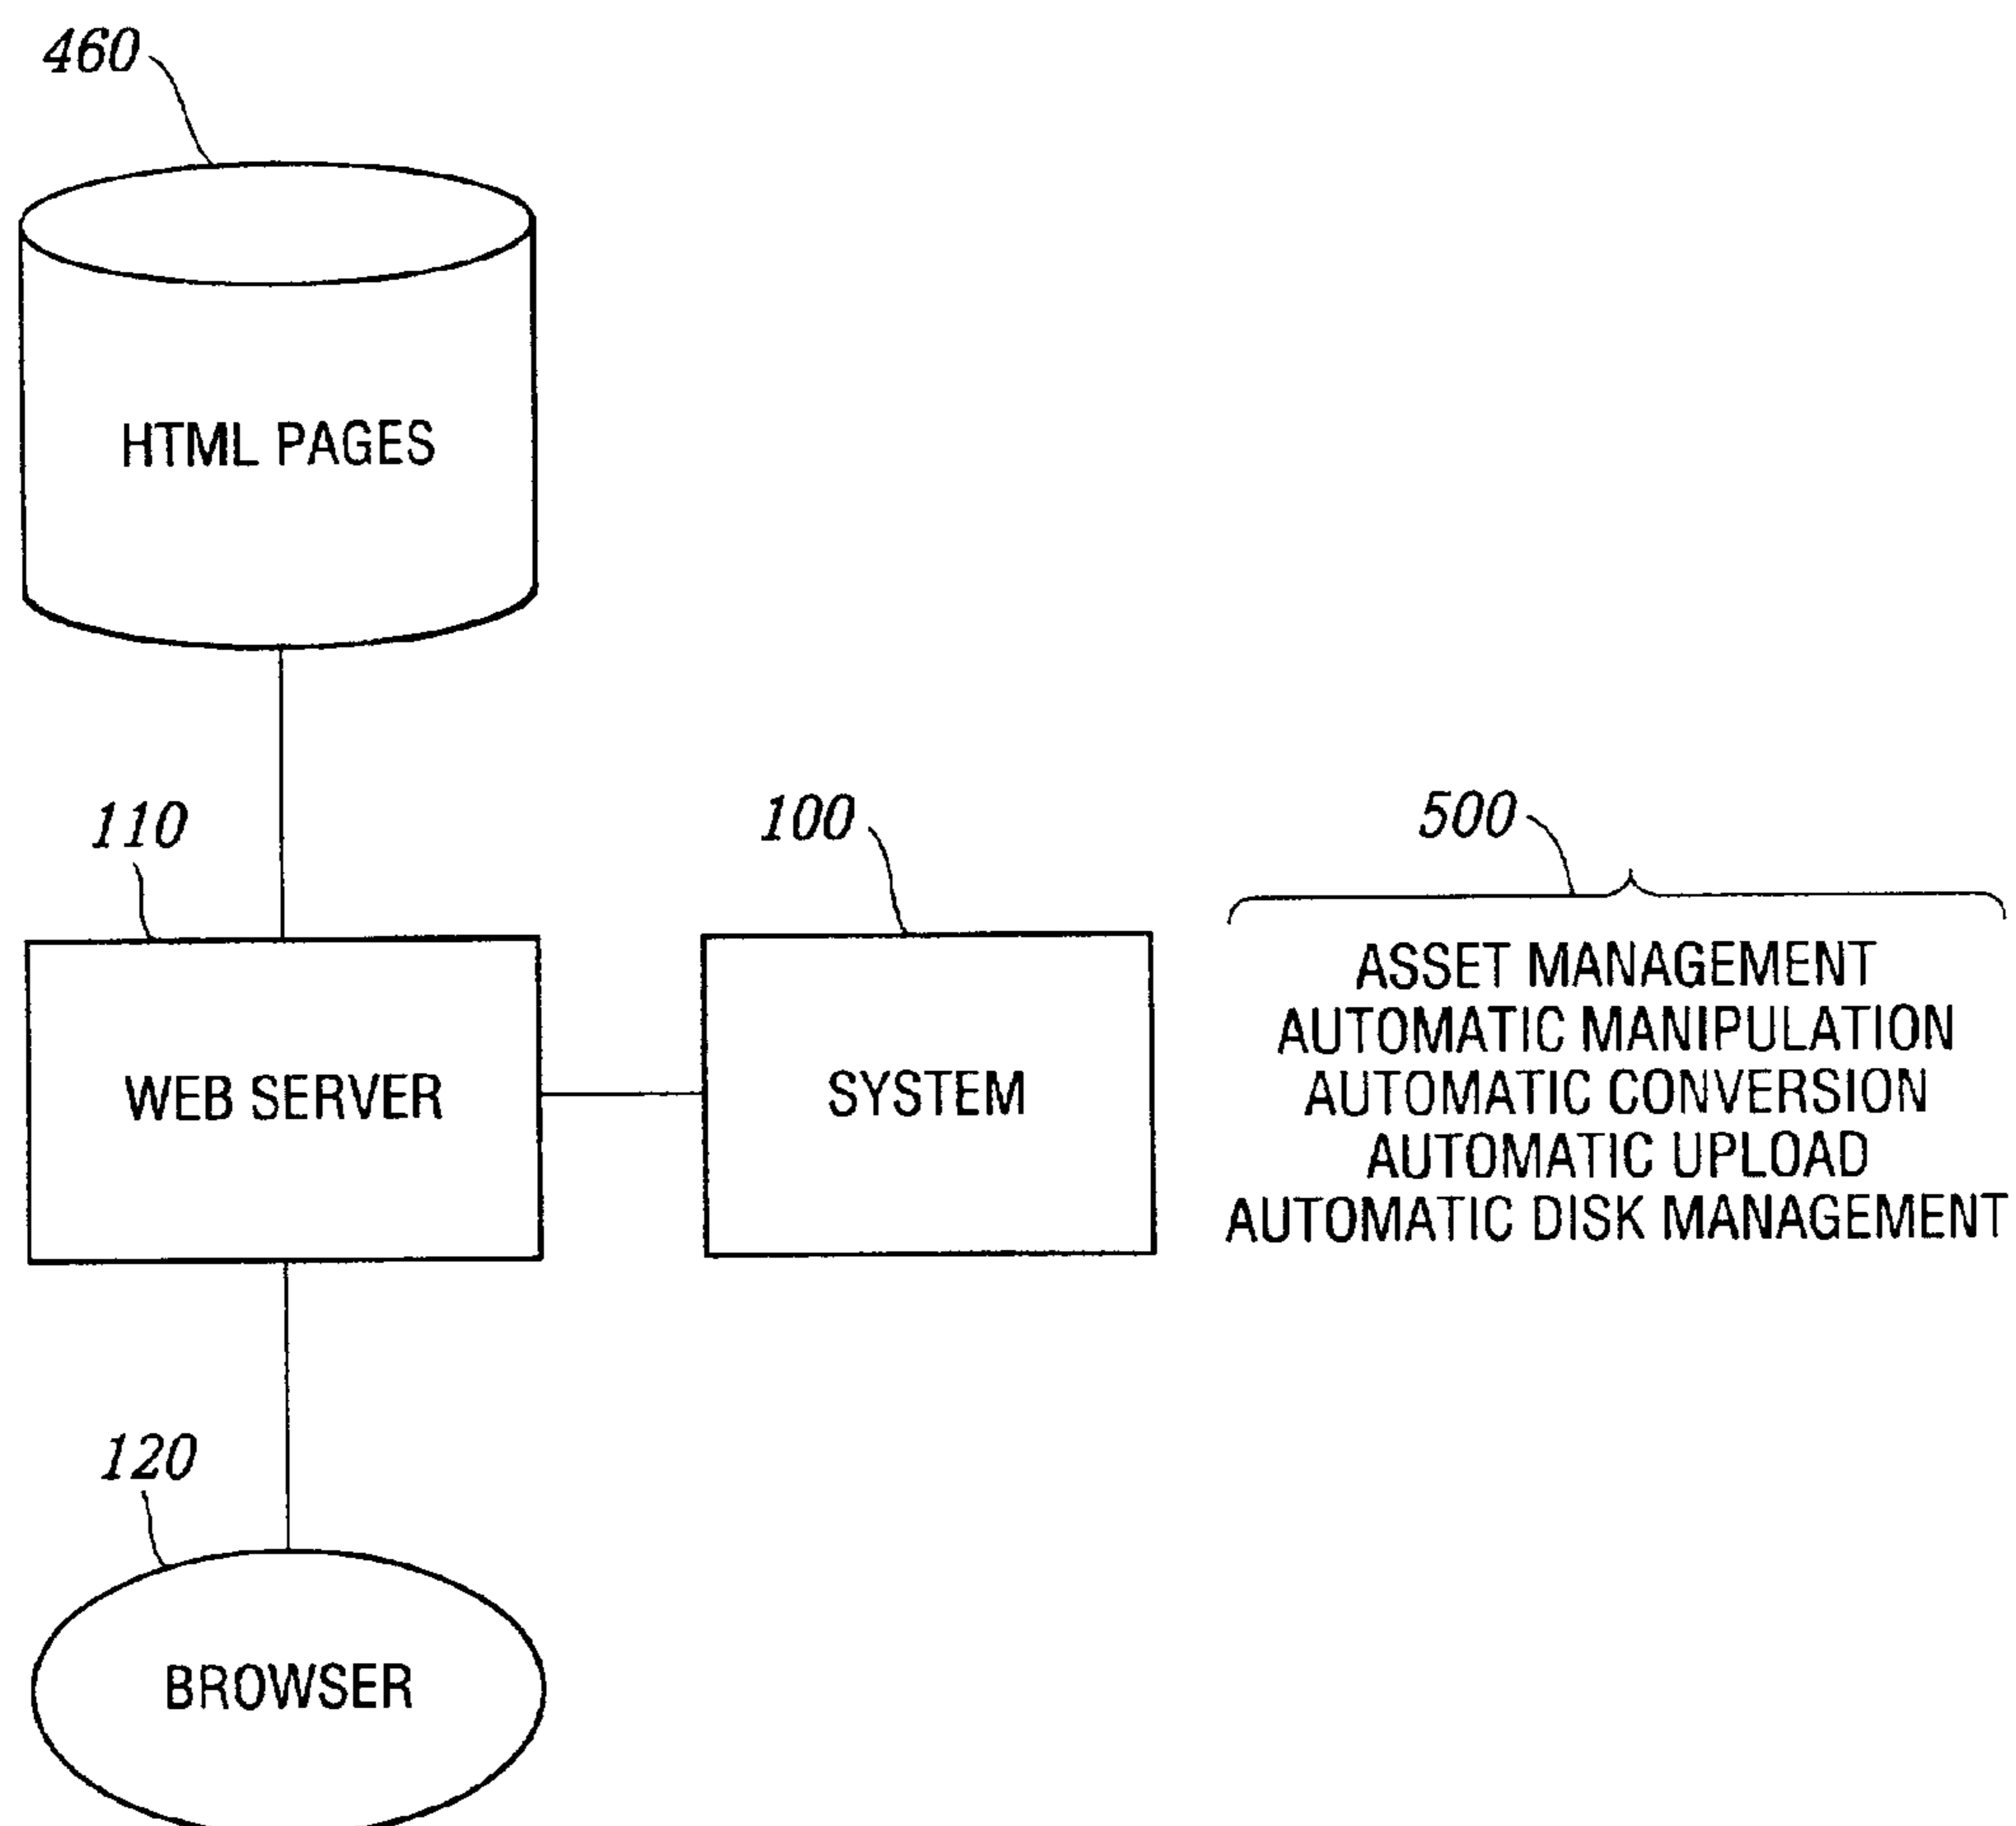 460
HTML PAGES
110
100
500
WEB SERVER
SYSTEM
ASSET MANAGEMENT
AUTOMATIC MANIPULATION
AUTOMATIC CONVERSION
AUTOMATIC UPLOAD
AUTOMATIC DISK MANAGEMENT
120
BROWSER